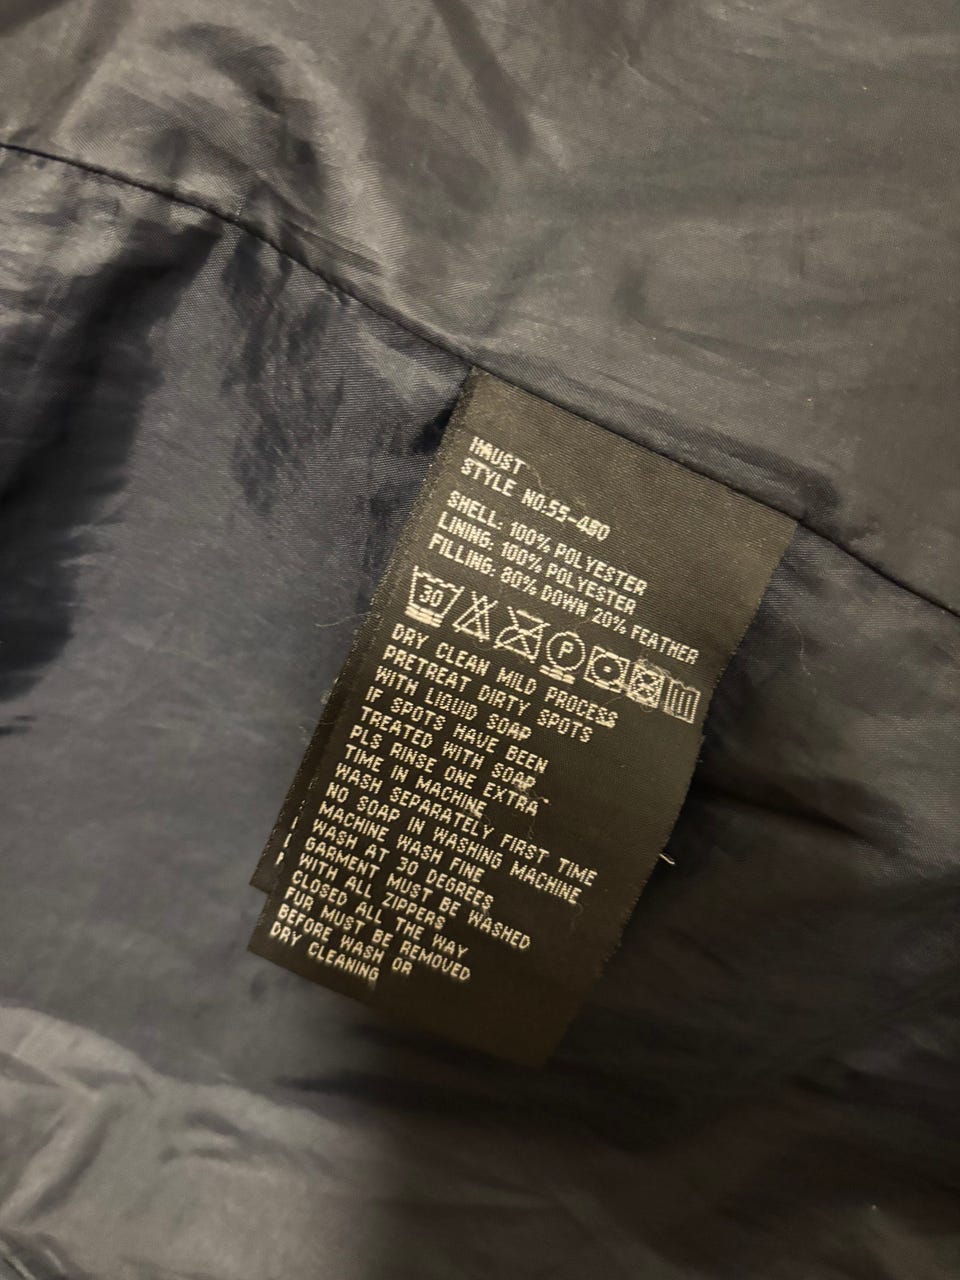 HAUST
STYLE NO:55-480
SHELL: 100% POLYESTER
LINING: 100% POLYESTER
FILLING: 80% DOWN 20% FEATHER
30 P
DRY CLEAN MILD PROCESS
PRETREAT DIRTY SPOTS
WITH LIQUID SOAP
IF SPOTS HAVE BEEN
TREATED WITH SOAP
PLS RINSE ONE EXTRA
TIME IN MACHINE
WASH SEPARATELY FIRST TIME
NO SOAP IN WASHING MACHINE
MACHINE WASH FINE
WASH AT 30 DEGREES
GARMENT MUST BE WASHED
WITH ALL ZIPPERS
CLOSED ALL THE WAY
FUR MUST BE REMOVED
BEFORE WASH OR
DRY CLEANING